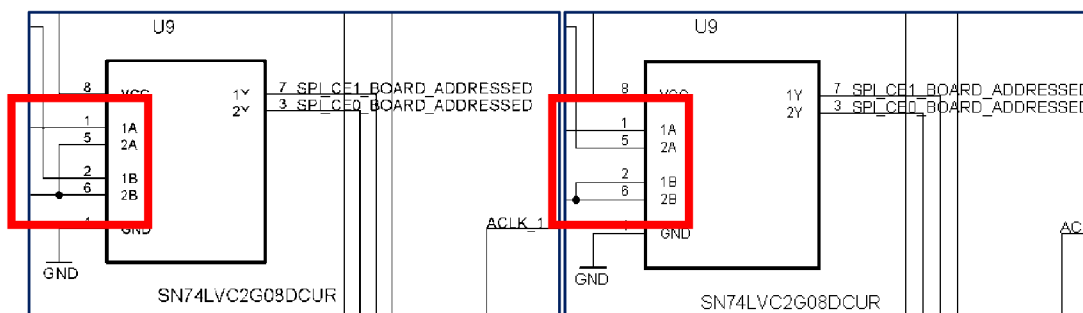 U9
8 VCC
1 1A
5 2A
2 1B
6 2B
GND
1Y 7 SPI_CE1_BOARD_ADDRESSED
2Y 3 SPI_CE0_BOARD_ADDRESSED
ACLK_1
GND
SN74LVC2G08DCUR
U9
8 VCC
1 1A
5 2A
2 1B
6 2B
GND
1Y 7 SPI_CE1_BOARD_ADDRESSED
2Y 3 SPI_CE0_BOARD_ADDRESSED
AC
GND
SN74LVC2G08DCUR